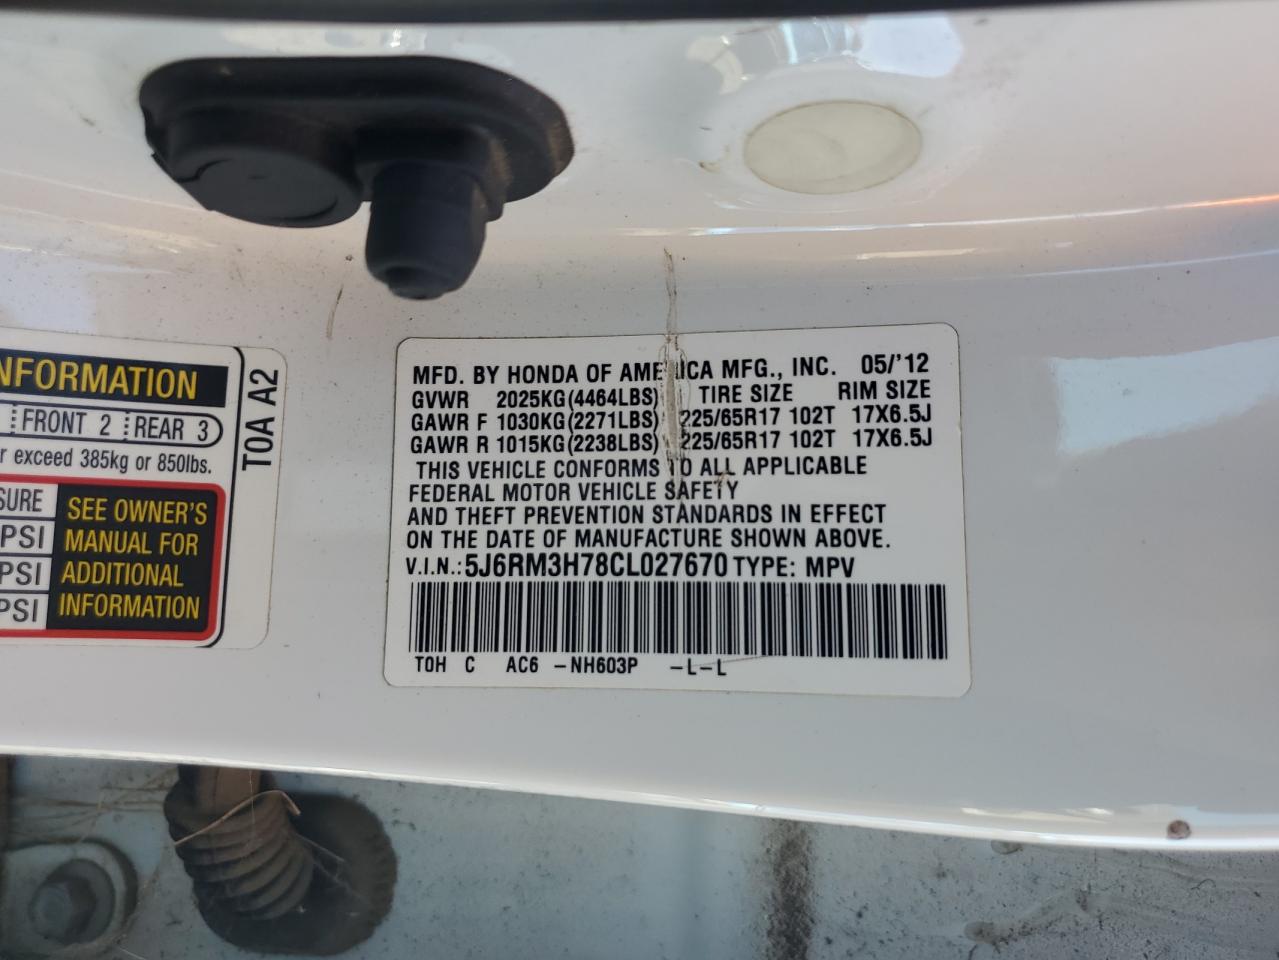 NFORMATION
FRONT 2 REAR 3
r exceed 385kg or 850lbs.
SURE
PSI
PSI
PSI
SEE OWNER'S
MANUAL FOR
ADDITIONAL
INFORMATION
T0A A2
MFD. BY HONDA OF AMERICA MFG., INC. 05/'12
GVWR 2025KG(4464LBS) TIRE SIZE RIM SIZE
GAWR F 1030KG(2271LBS) 225/65R17 102T 17X6.5J
GAWR R 1015KG(2238LBS) 225/65R17 102T 17X6.5J
THIS VEHICLE CONFORMS TO ALL APPLICABLE
FEDERAL MOTOR VEHICLE SAFETY
AND THEFT PREVENTION STANDARDS IN EFFECT
ON THE DATE OF MANUFACTURE SHOWN ABOVE.
V.I.N.: 5J6RM3H78CL027670 TYPE: MPV
T0H C AC6 -NH603P -L-L